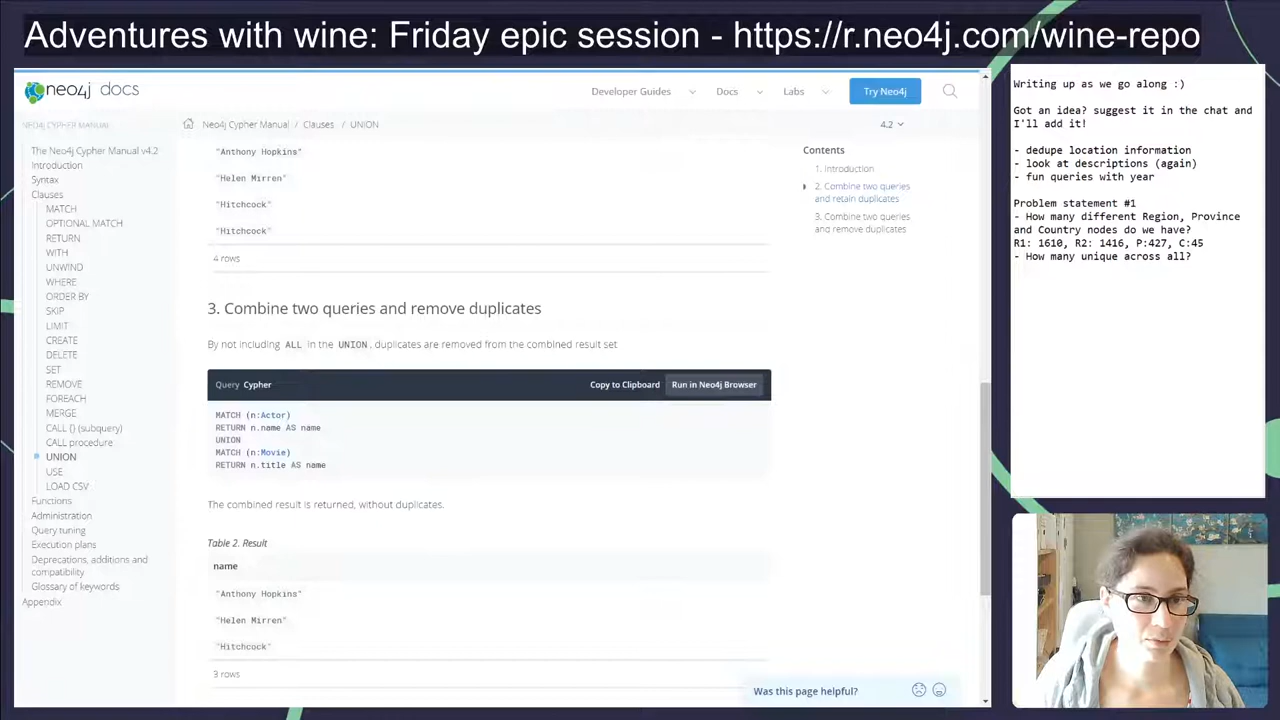 Adventures with wine: Friday epic session - https://r.neo4j.com/wine-repo
neo4j docs
Developer Guides
Docs
Labs
Try Neo4j
NEO4J CYPHER MANUAL
The Neo4j Cypher Manual v4.2
Introduction
Syntax
Clauses
MATCH
OPTIONAL MATCH
RETURN
WITH
UNWIND
WHERE
ORDER BY
SKIP
LIMIT
CREATE
DELETE
SET
REMOVE
FOREACH
MERGE
CALL {} (subquery)
CALL procedure
UNION
USE
LOAD CSV
Functions
Administration
Query tuning
Execution plans
Deprecations, additions and
compatibility
Glossary of keywords
Appendix
Neo4j Cypher Manual / Clauses / UNION
4.2
"Anthony Hopkins"
"Helen Mirren"
"Hitchcock"
"Hitchcock"
4 rows
3. Combine two queries and remove duplicates
By not including ALL in the UNION, duplicates are removed from the combined result set.
Query Cypher
Copy to Clipboard
Run in Neo4j Browser
MATCH (n:Actor)
RETURN n.name AS name
UNION
MATCH (n:Movie)
RETURN n.title AS name
The combined result is returned, without duplicates.
Table 2. Result
name
"Anthony Hopkins"
"Helen Mirren"
"Hitchcock"
3 rows
Contents
1. Introduction
2. Combine two queries
and retain duplicates
3. Combine two queries
and remove duplicates
Was this page helpful?
Writing up as we go along :)
Got an idea? suggest it in the chat and
I'll add it!
- dedupe location information
- look at descriptions (again)
- fun queries with year
Problem statement #1
- How many different Region, Province
and Country nodes do we have?
R1: 1610, R2: 1416, P:427, C:45
- How many unique across all?